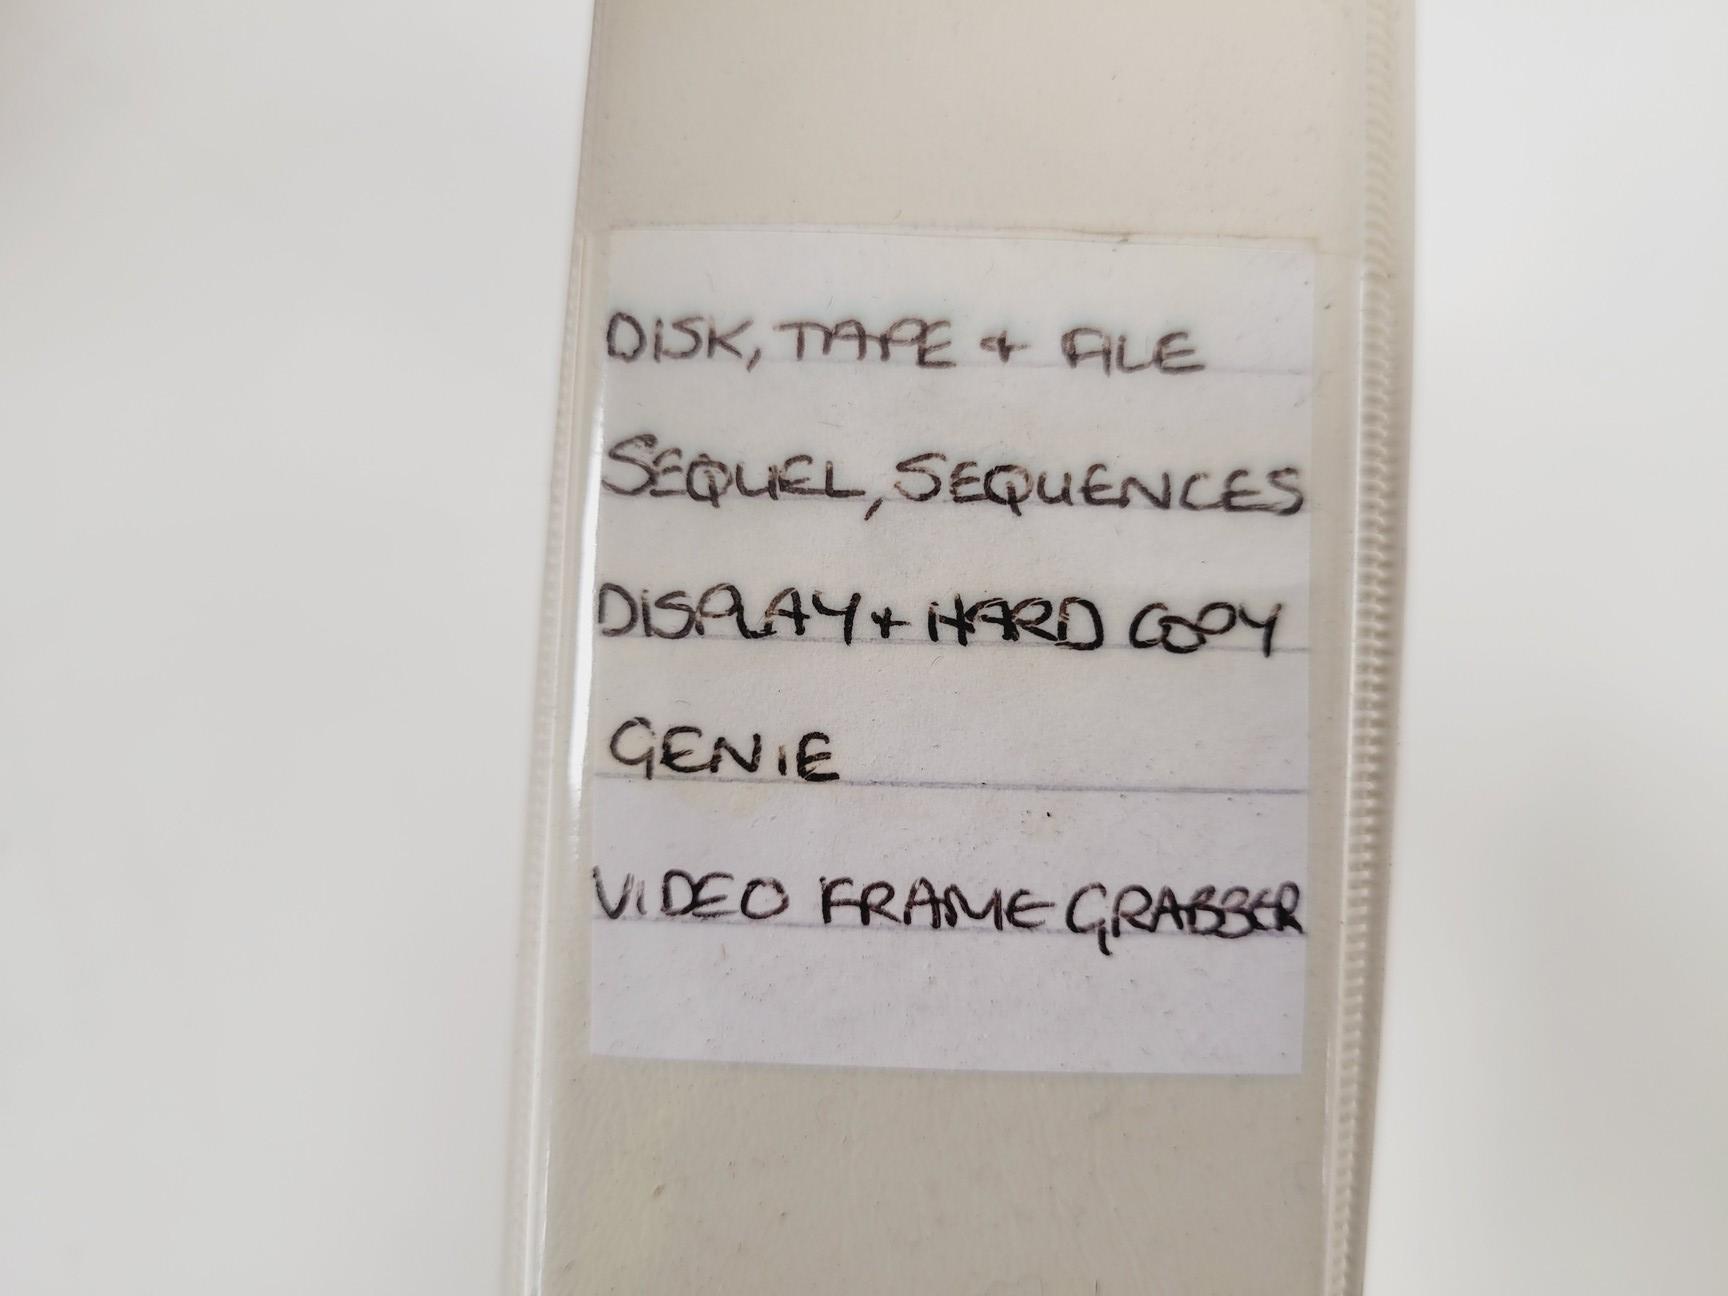 DISK, TAPE + FILE
SEQUEL, SEQUENCES
DISPLAY + HARD COPY
GENIE
VIDEO FRAME GRABBER